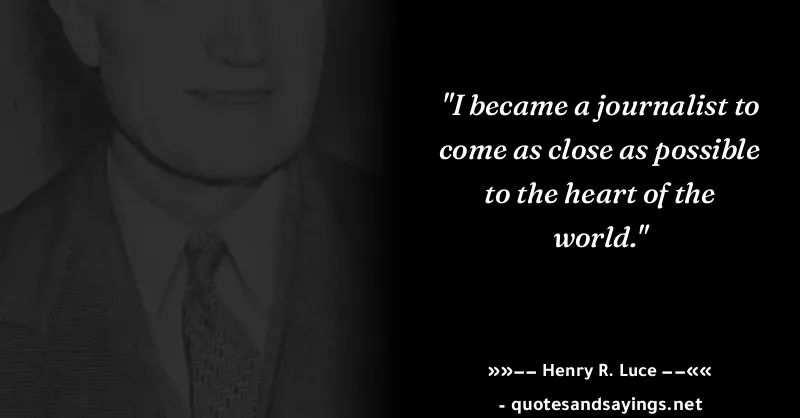 "I became a journalist to
come as close as possible
to the heart of the
world."
»»–– Henry R. Luce ––««
- quotesandsayings.net